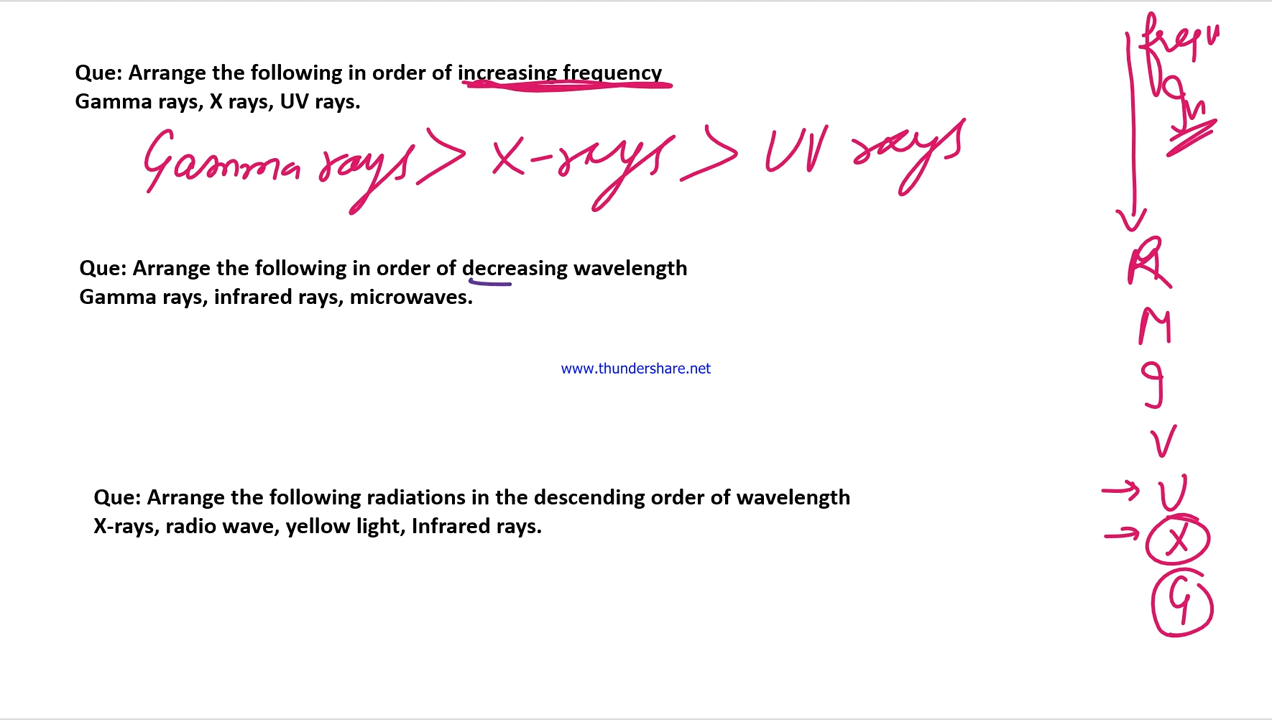 Que: Arrange the following in order of increasing frequency
Gamma rays, X rays, UV rays.
Gamma rays > X-rays > UV rays
Que: Arrange the following in order of decreasing wavelength
Gamma rays, infrared rays, microwaves.
www.thundershare.net
Que: Arrange the following radiations in the descending order of wavelength
X-rays, radio wave, yellow light, Infrared rays.
R
M
I
V
→ U
→ X
G